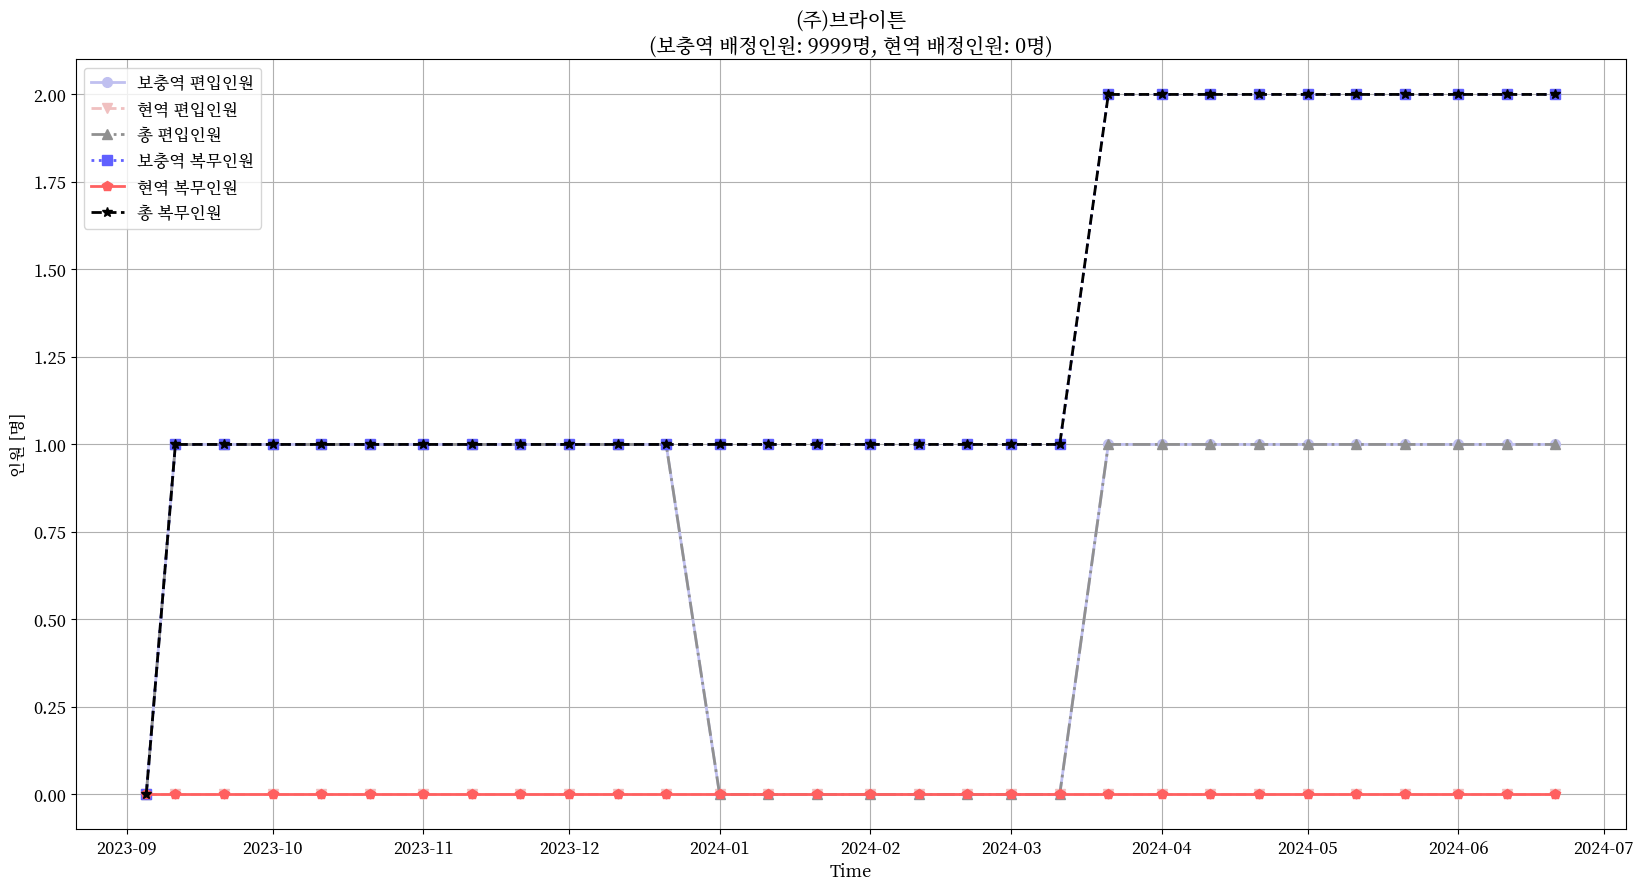 (주)브라이튼
(보충역 배정인원: 9999명, 현역 배정인원: 0명)
보충역 편입인원
현역 편입인원
총 편입인원
보충역 복무인원
현역 복무인원
총 복무인원
인원 [명]
2.00
1.75
1.50
1.25
1.00
0.75
0.50
0.25
0.00
2023-09 2023-10 2023-11 2023-12 2024-01 2024-02 2024-03 2024-04 2024-05 2024-06 2024-07
Time